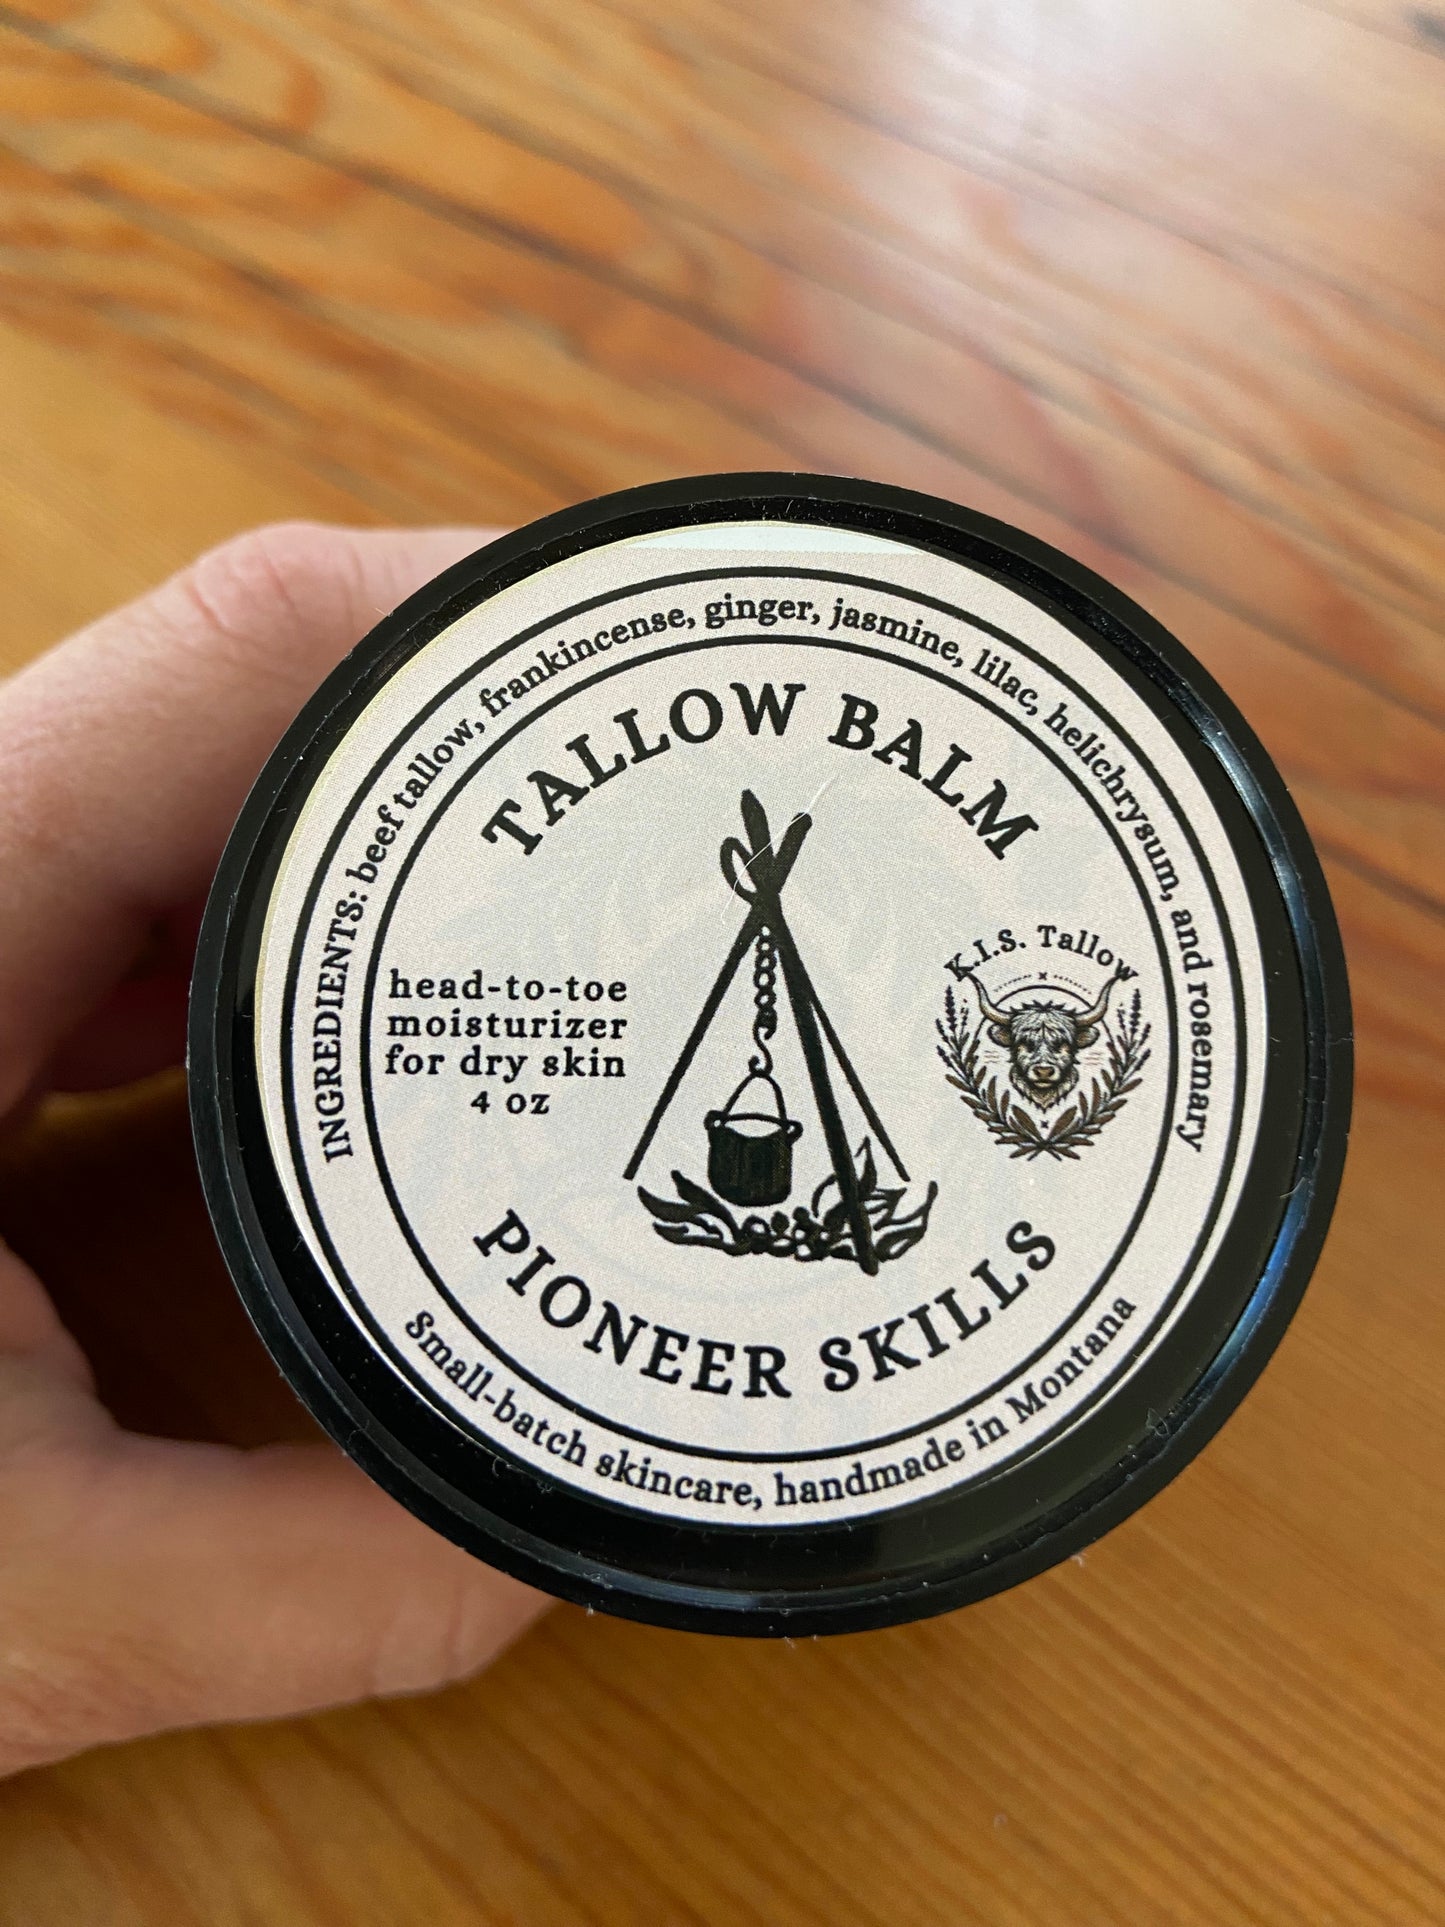 INGREDIENTS: beef tallow, frankincense, ginger, jasmine, lilac, helichrysum, and rosemary
TALLOW BALM
head-to-toe
moisturizer
for dry skin
4 oz
K.I.S. Tallow
PIONEER SKILLS
Small-batch skincare, handmade in Montana